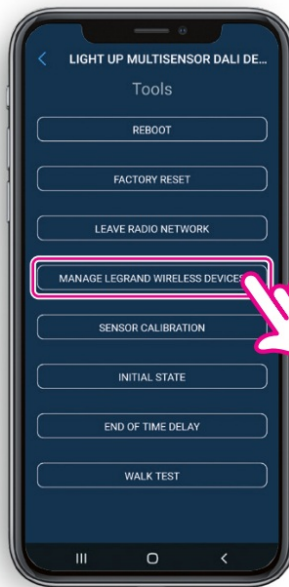 LIGHT UP MULTISENSOR DALI DE...
Tools
REBOOT
FACTORY RESET
LEAVE RADIO NETWORK
MANAGE LEGRAND WIRELESS DEVICES
SENSOR CALIBRATION
INITIAL STATE
END OF TIME DELAY
WALK TEST